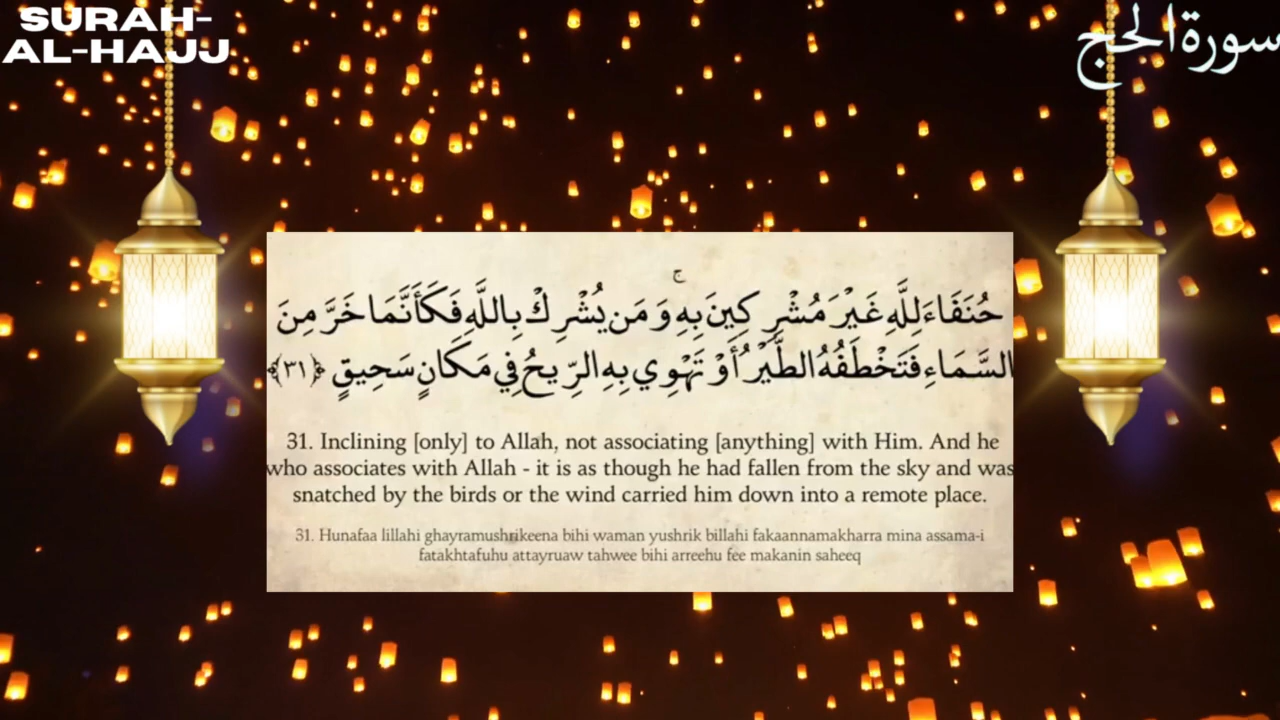 SURAH-
AL-HAJJ
سورة الحج
حُنَفَاءَ لِلَّهِ غَيْرَ مُشْرِكِينَ بِهِ ۚ وَمَن يُشْرِكْ بِاللَّهِ فَكَأَنَّمَا خَرَّ مِنَ
السَّمَاءِ فَتَخْطَفُهُ الطَّيْرُ أَوْ تَهْوِي بِهِ الرِّيحُ فِي مَكَانٍ سَحِيقٍ ﴿٣١﴾
31. Inclining [only] to Allah, not associating [anything] with Him. And he
who associates with Allah - it is as though he had fallen from the sky and was
snatched by the birds or the wind carried him down into a remote place.
31. Hunafaa lillahi ghayramushrikeena bihi waman yushrik billahi fakaannamakharra mina assama-i
fatakhtafuhu attayruaw tahwee bihi arreehu fee makanin saheeq